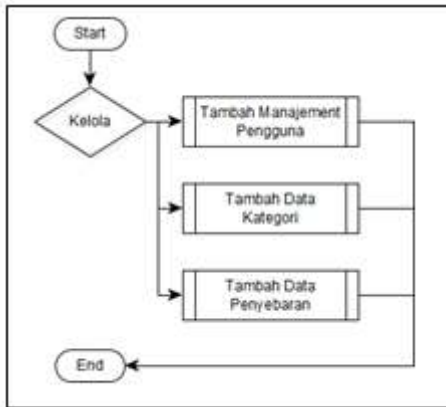 Start
Kelola
Tambah Manajement
Pengguna
Tambah Data
Kategori
Tambah Data
Penyebaran
End